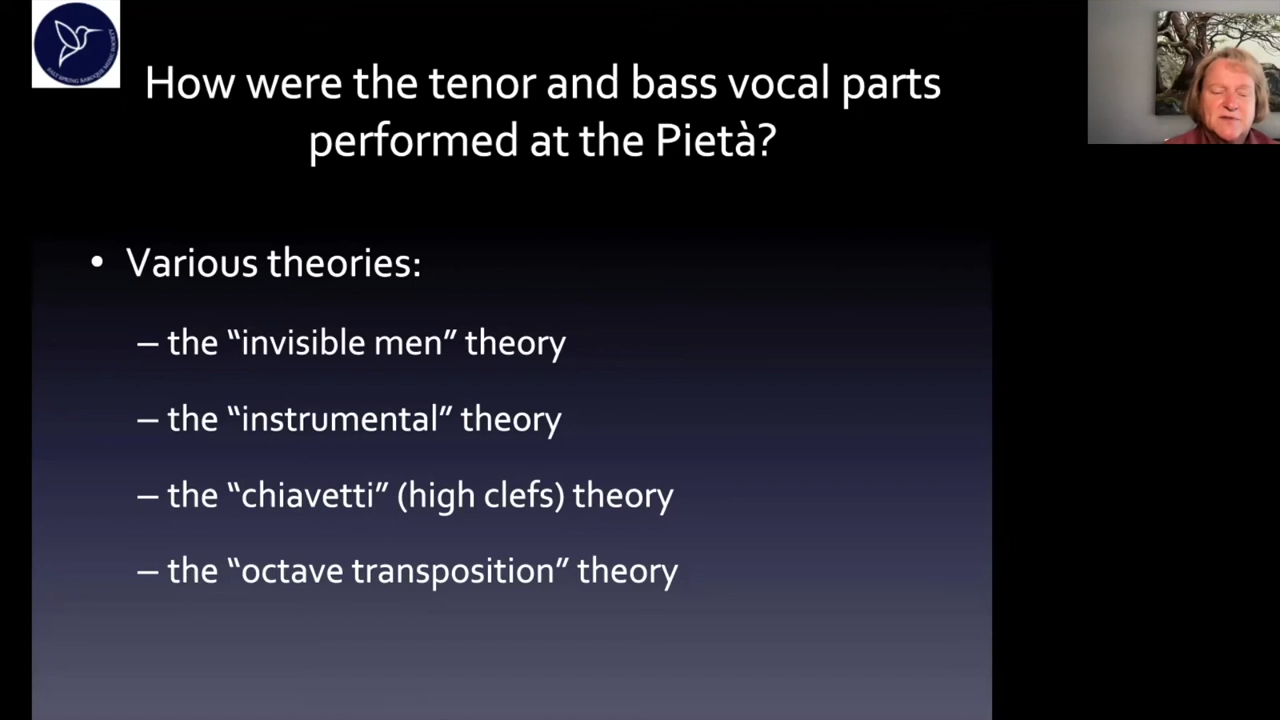 How were the tenor and bass vocal parts
performed at the Pietà?
• Various theories:
– the “invisible men” theory
– the “instrumental” theory
– the “chiavetti” (high clefs) theory
– the “octave transposition” theory